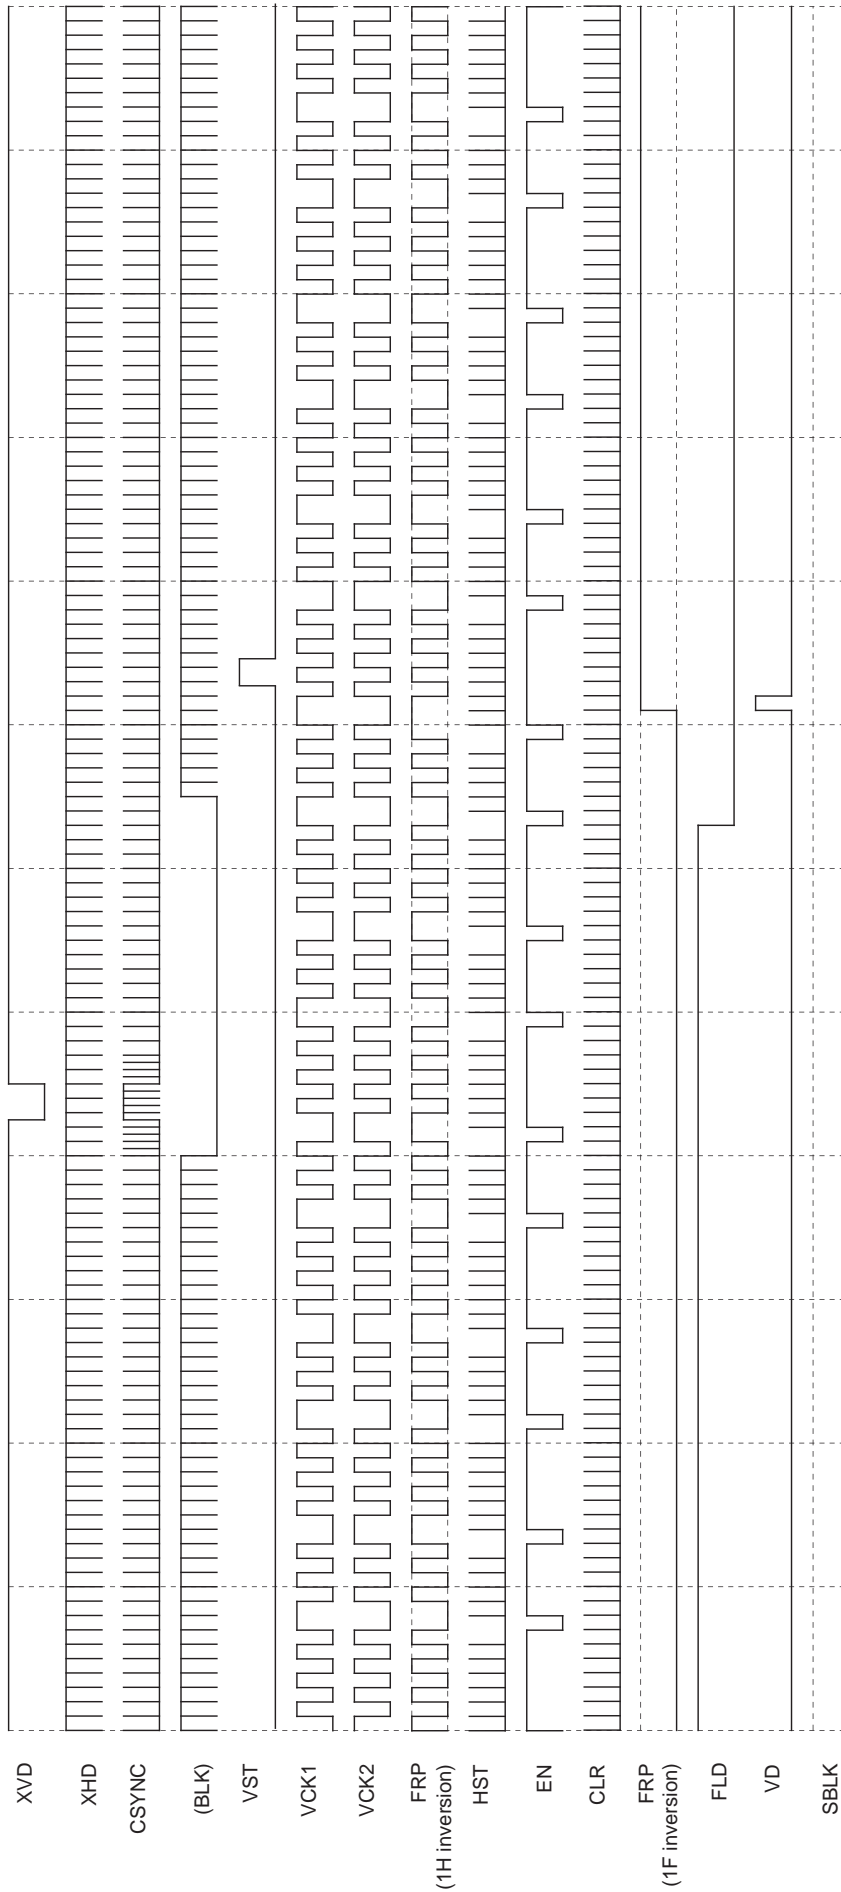 XVD
XHD
CSYNC
(BLK)
VST
VCK1
VCK2
FRP
(1H inversion)
HST
EN
CLR
FRP
(1F inversion)
FLD
VD
SBLK